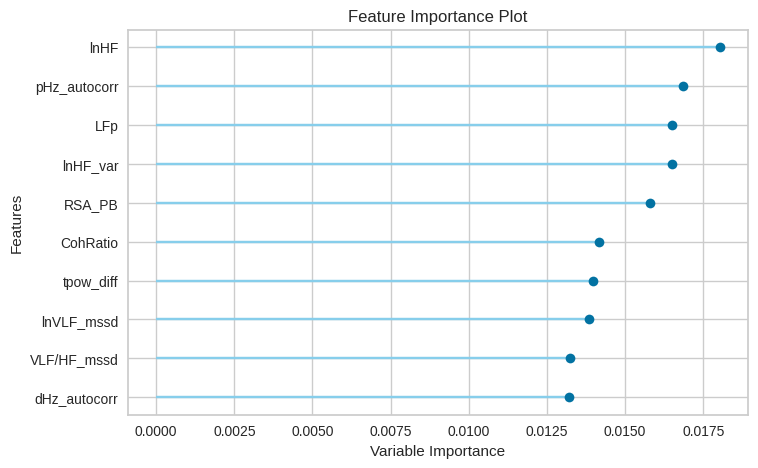 Feature Importance Plot
Features
lnHF
pHz_autocorr
LFp
lnHF_var
RSA_PB
CohRatio
tpow_diff
lnVLF_mssd
VLF/HF_mssd
dHz_autocorr
0.0000 0.0025 0.0050 0.0075 0.0100 0.0125 0.0150 0.0175
Variable Importance